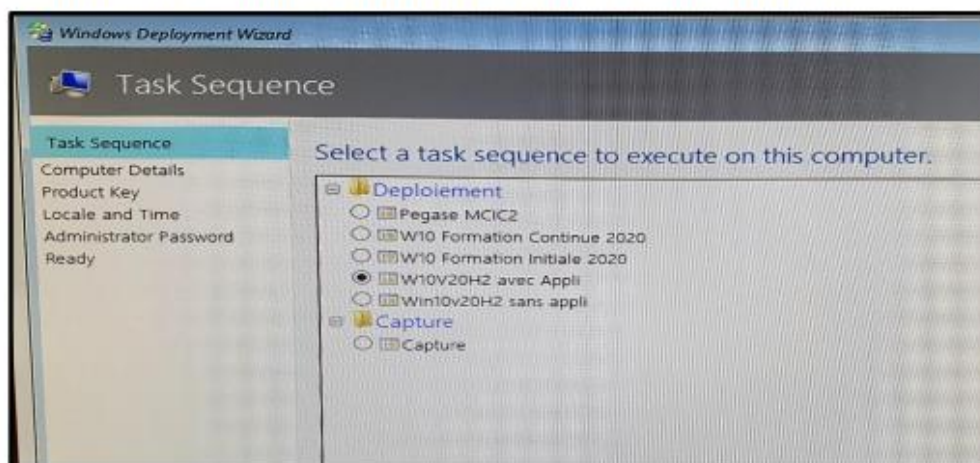 Windows Deployment Wizard
Task Sequence
Task Sequence
Computer Details
Product Key
Locale and Time
Administrator Password
Ready
Select a task sequence to execute on this computer.
Deploiement
Pegase MCIC2
W10 Formation Continue 2020
W10 Formation Initiale 2020
W10V20H2 avec Appli
Win10v20H2 sans appli
Capture
Capture